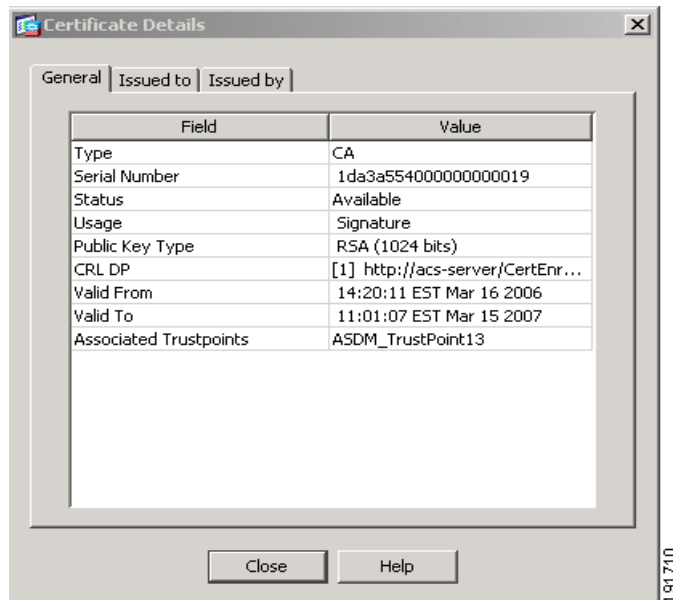 Certificate Details
General Issued to Issued by
Field Value
Type CA
Serial Number 1da3a554000000000019
Status Available
Usage Signature
Public Key Type RSA (1024 bits)
CRL DP [1] http://acs-server/CertEnr...
Valid From 14:20:11 EST Mar 16 2006
Valid To 11:01:07 EST Mar 15 2007
Associated Trustpoints ASDM_TrustPoint13
Close Help
191710